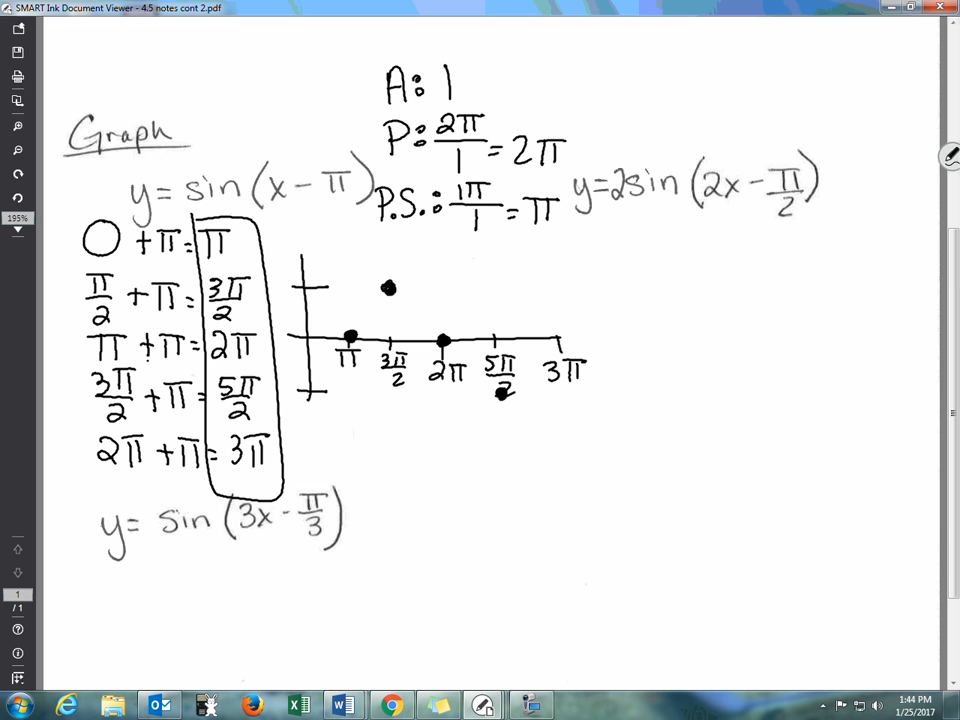 SMART Ink Document Viewer - 4.5 notes cont 2.pdf
195%
1
/ 1
Graph
A: 1
P: 2π/1 = 2π
P.S.: 1π/1 = π
y = sin(x - π)
y=2sin(2x - π/2)
0 + π = π
π/2 + π = 3π/2
π + π = 2π
3π/2 + π = 5π/2
2π + π = 3π
π 3π/2 2π 5π/2 3π
y = sin(3x - π/3)
1:44 PM
1/25/2017